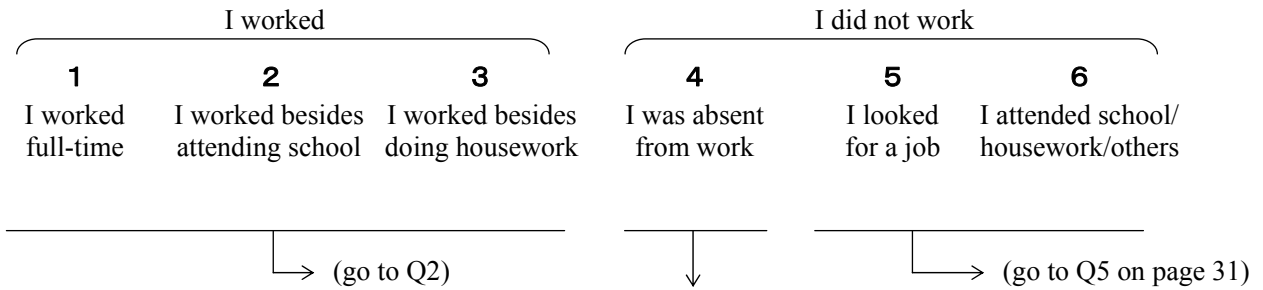 I worked
I did not work
1 2 3 4 5 6
I worked full-time
I worked besides attending school
I worked besides doing housework
I was absent from work
I looked for a job
I attended school/ housework/others
(go to Q2)
(go to Q5 on page 31)